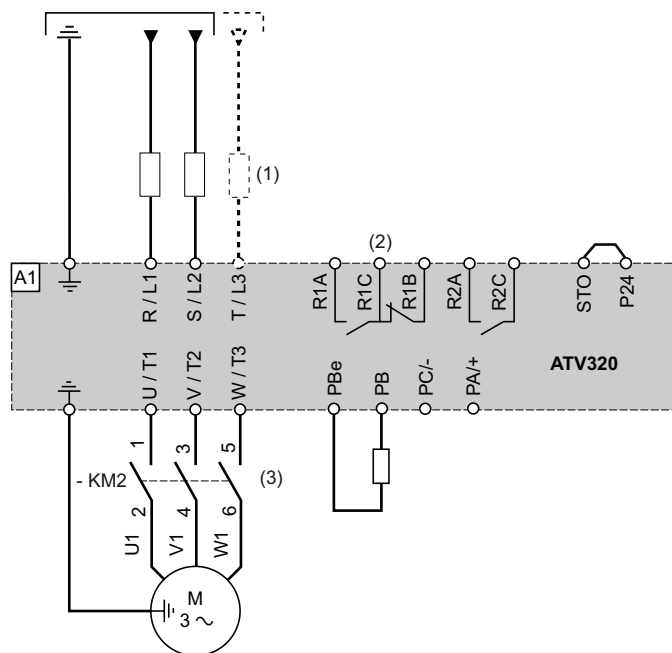 (1)
(2)
A1
R / L1
S / L2
T / L3
R1A
R1C
R1B
R2A
R2C
STO
P24
ATV320
U / T1
V / T2
W / T3
PBe
PB
PC/-
PA/+
1
3
5
- KM2
(3)
2
4
6
U1
V1
W1
M
3 ~